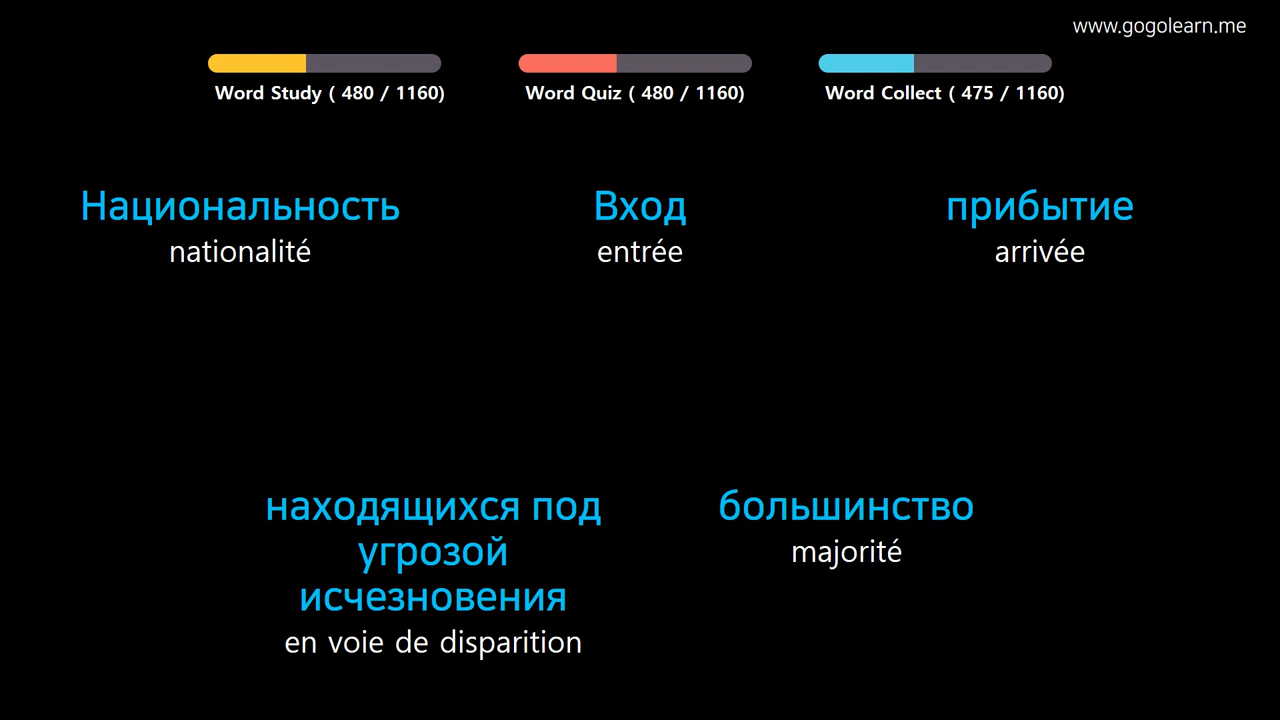 www.gogolearn.me
Word Study ( 480 / 1160)
Word Quiz ( 480 / 1160)
Word Collect ( 475 / 1160)
Национальность
nationalité
Вход
entrée
прибытие
arrivée
находящихся под
угрозой
исчезновения
en voie de disparition
большинство
majorité